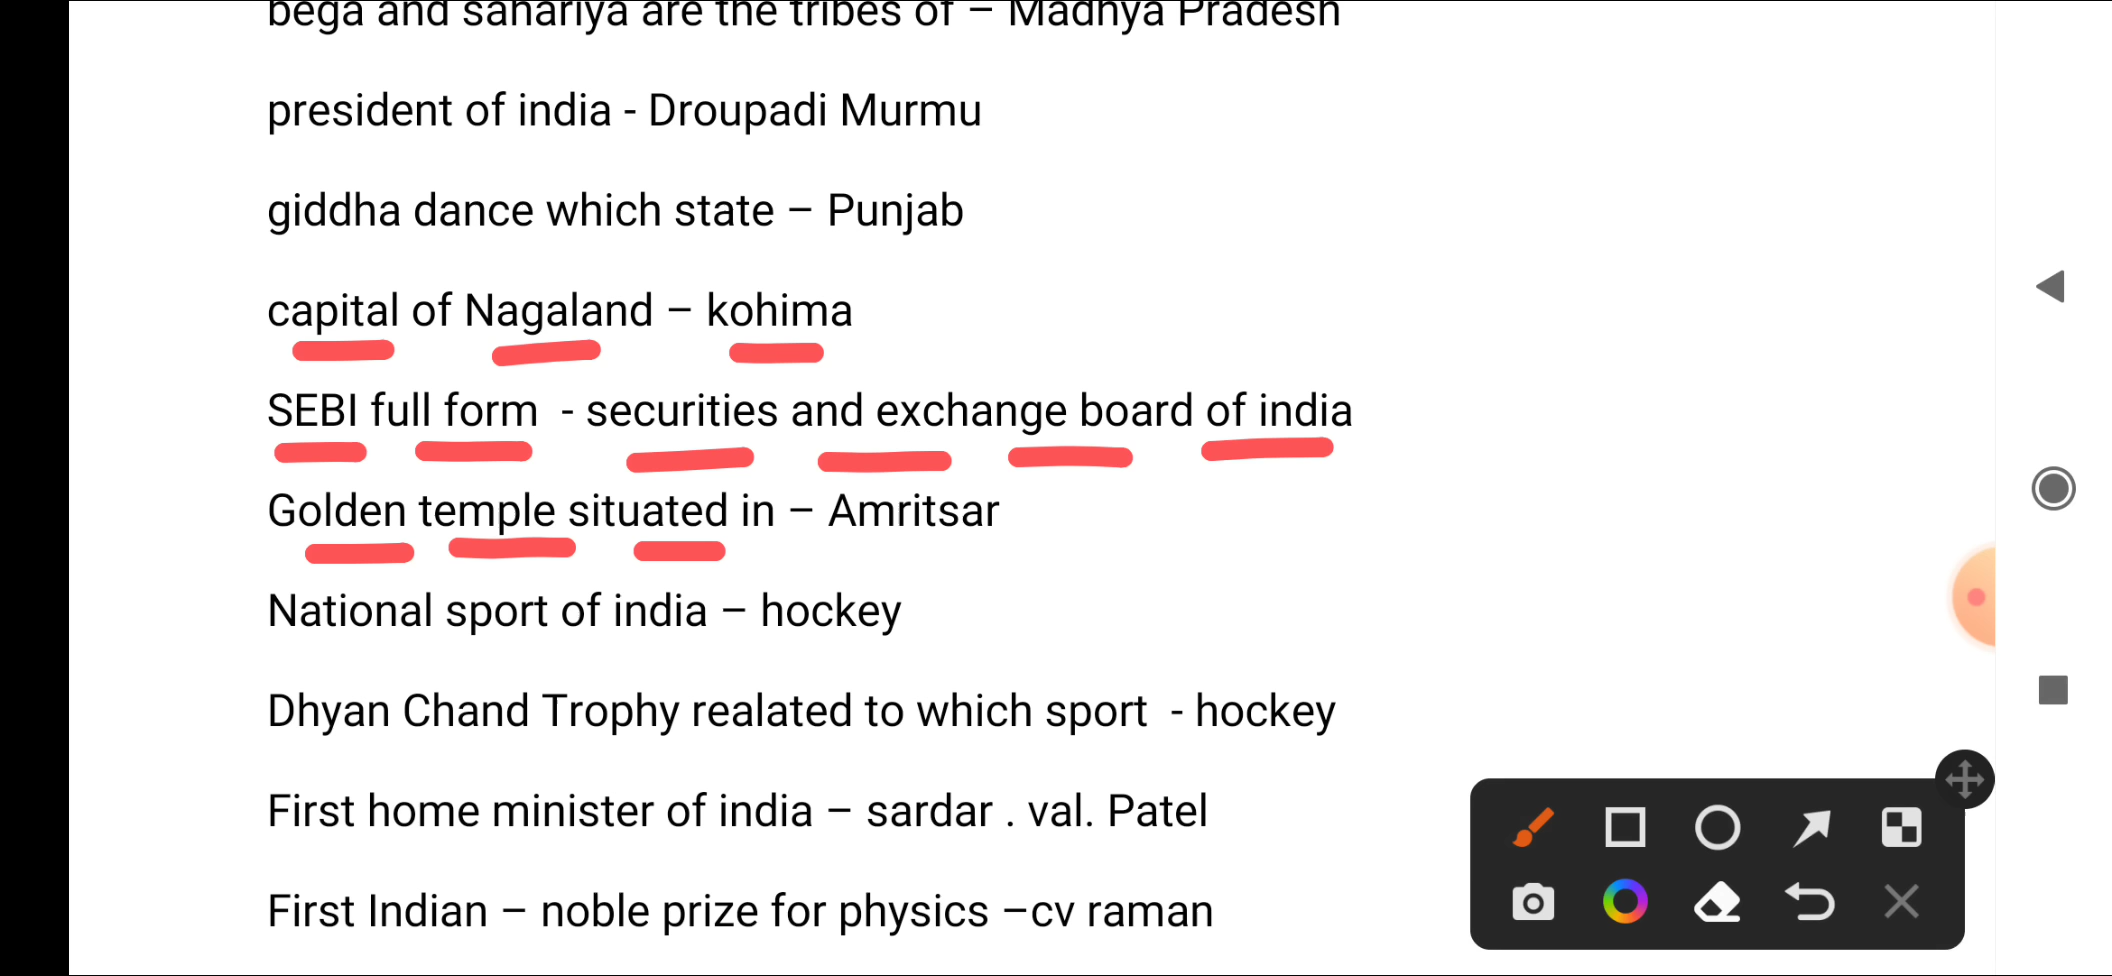 bega and sahariya are the tribes of – Madhya Pradesh
president of india - Droupadi Murmu
giddha dance which state – Punjab
capital of Nagaland – kohima
SEBI full form - securities and exchange board of india
Golden temple situated in – Amritsar
National sport of india – hockey
Dhyan Chand Trophy realated to which sport - hockey
First home minister of india – sardar . val. Patel
First Indian – noble prize for physics –cv raman